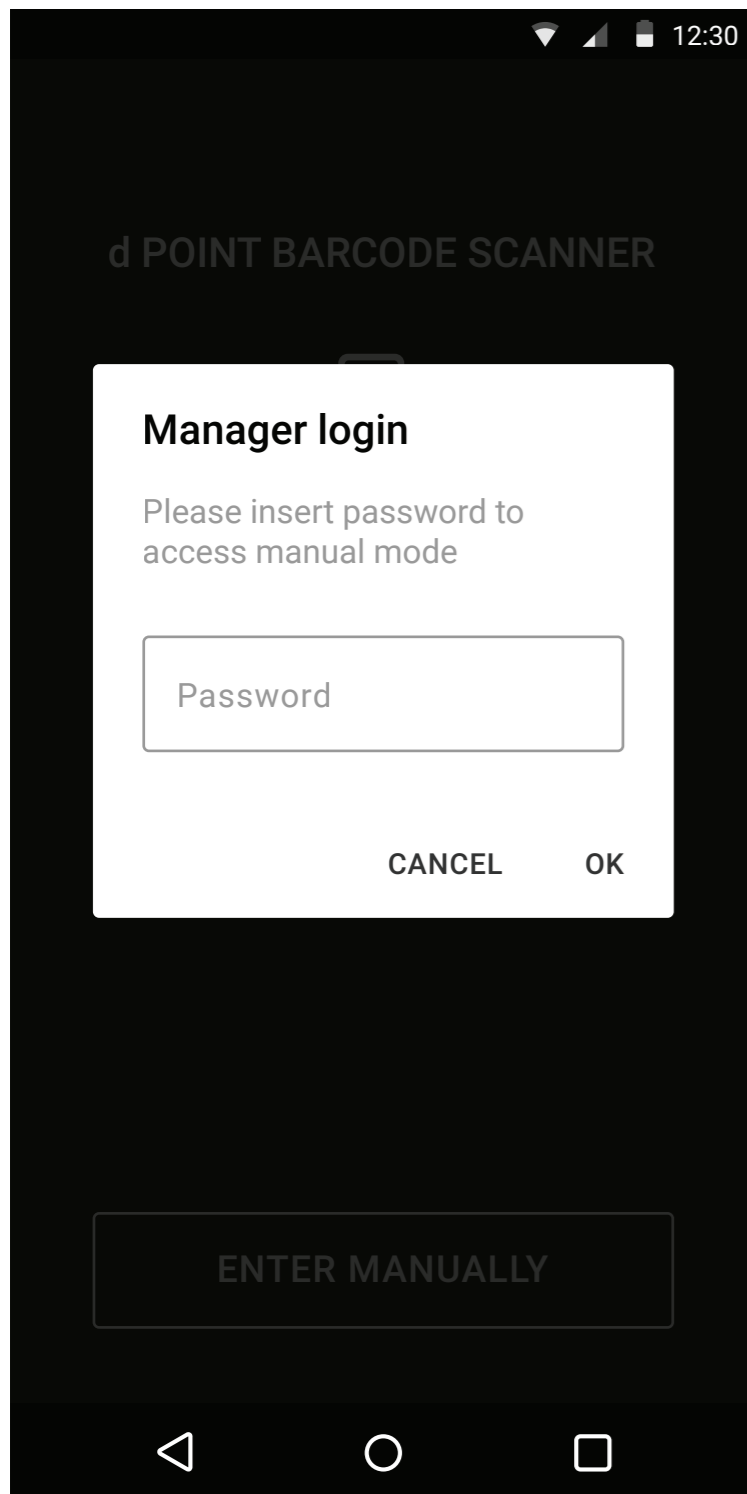 12:30
d POINT BARCODE SCANNER
Manager login
Please insert password to
access manual mode
Password
CANCEL OK
ENTER MANUALLY